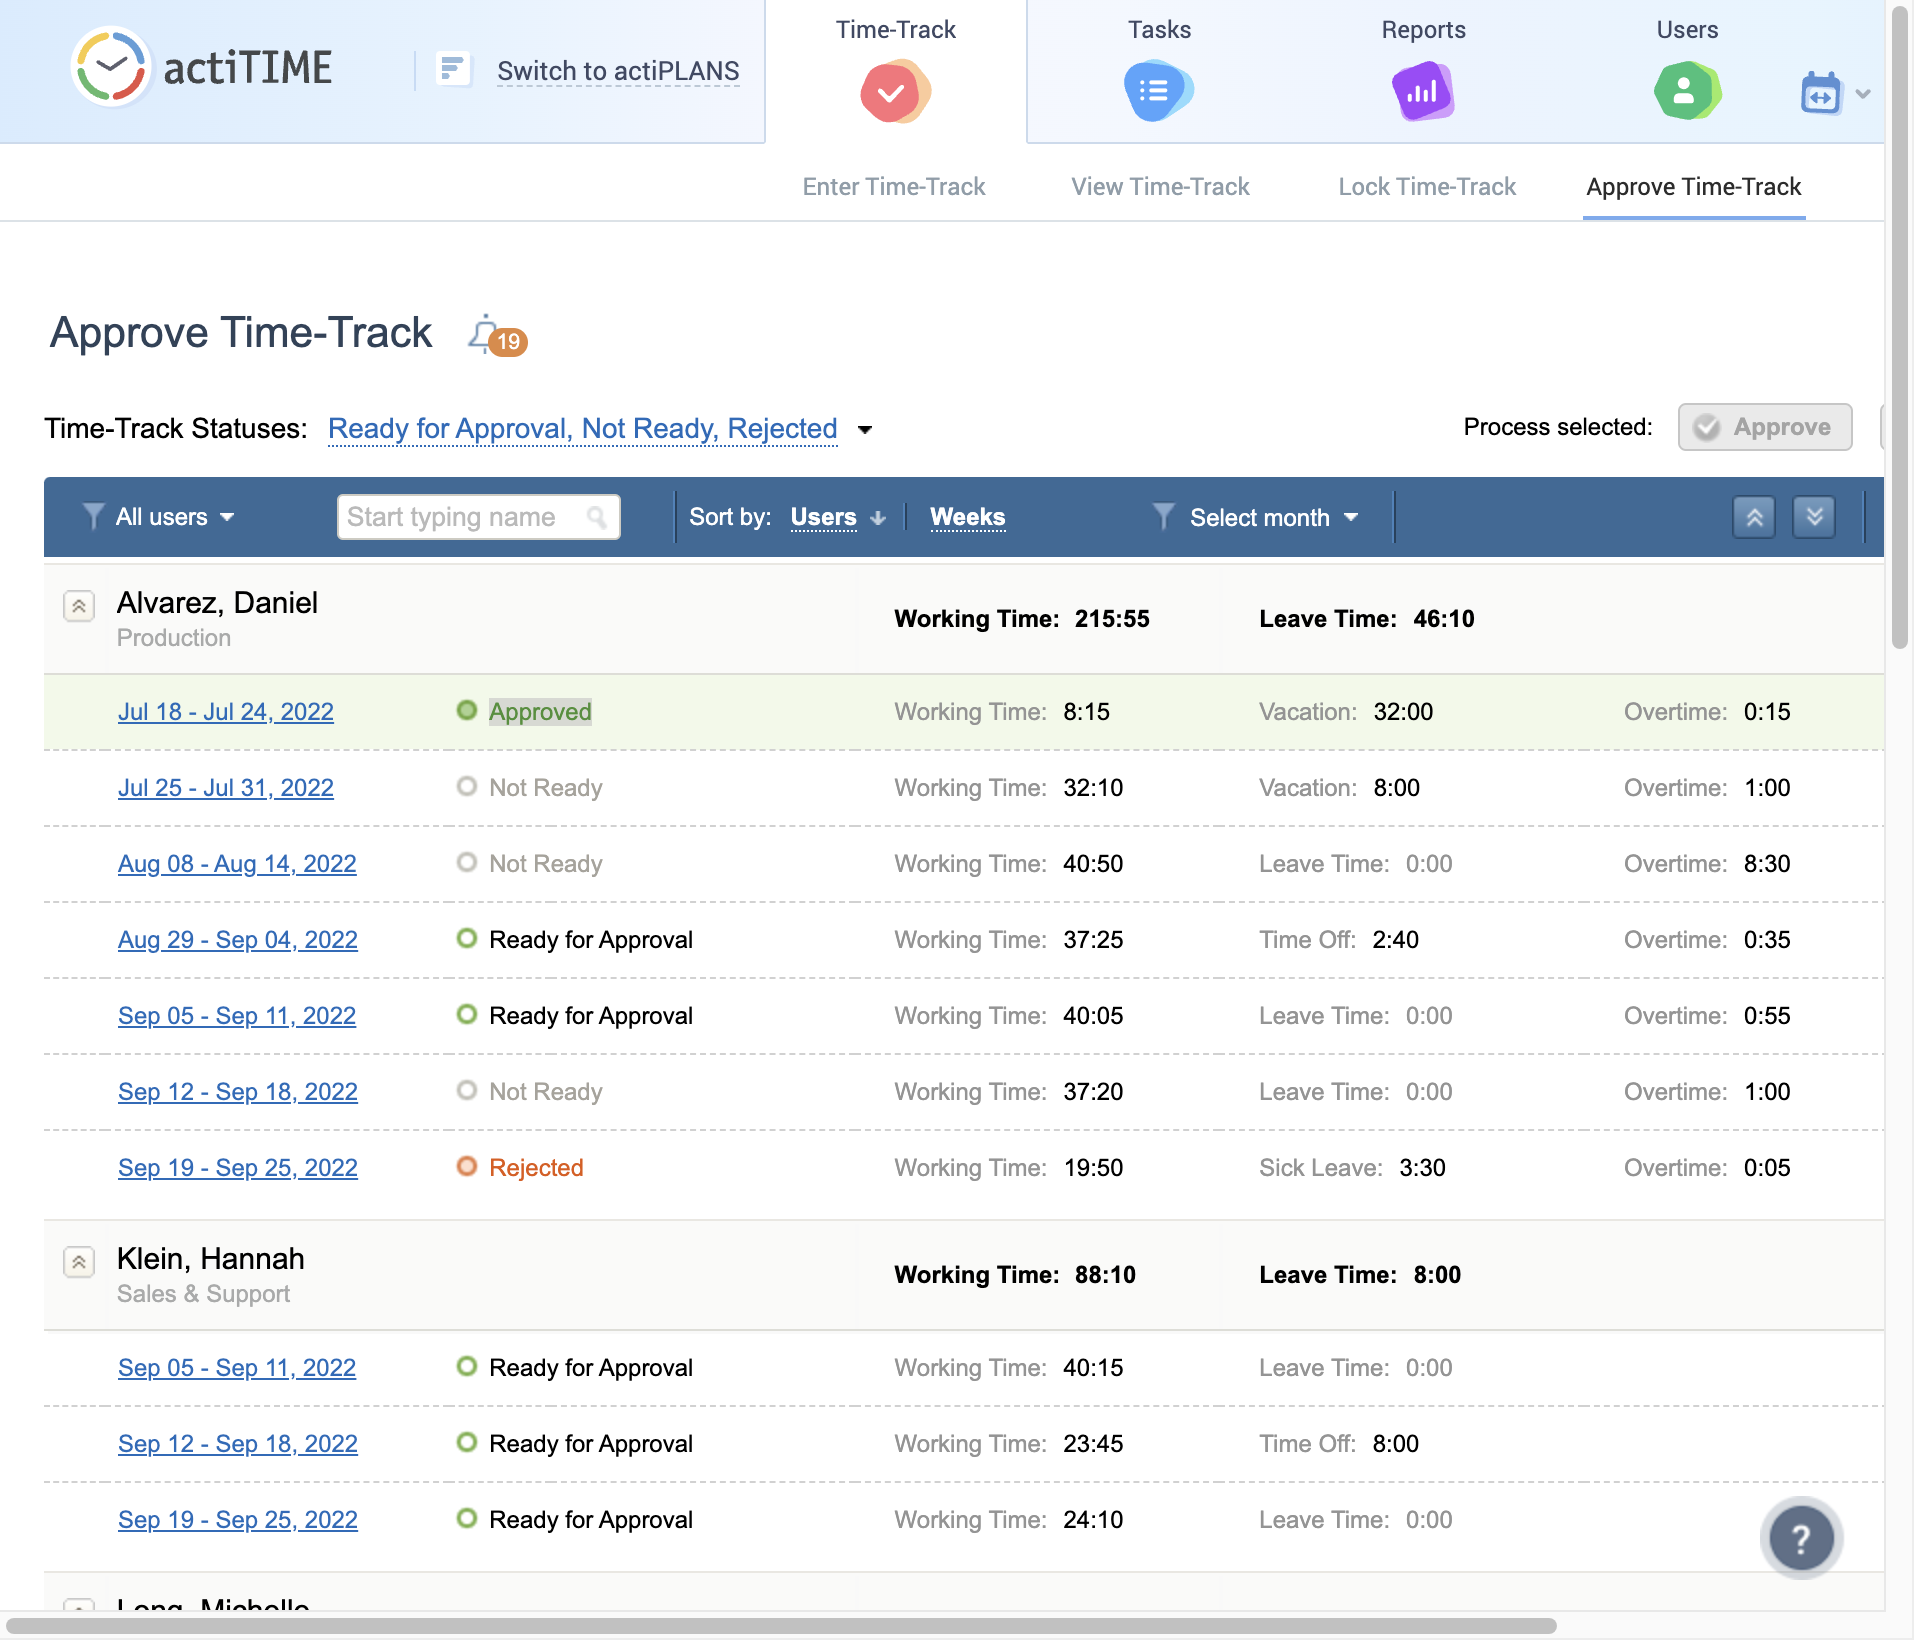 actiTIME
Switch to actiPLANS
Time-Track
Tasks
Reports
Users
Enter Time-Track
View Time-Track
Lock Time-Track
Approve Time-Track
Approve Time-Track 19
Time-Track Statuses: Ready for Approval, Not Ready, Rejected
Process selected: Approve
All users Start typing name Sort by: Users Weeks Select month
Alvarez, Daniel
Production
Working Time: 215:55 Leave Time: 46:10
Jul 18 - Jul 24, 2022 Approved Working Time: 8:15 Vacation: 32:00 Overtime: 0:15
Jul 25 - Jul 31, 2022 Not Ready Working Time: 32:10 Vacation: 8:00 Overtime: 1:00
Aug 08 - Aug 14, 2022 Not Ready Working Time: 40:50 Leave Time: 0:00 Overtime: 8:30
Aug 29 - Sep 04, 2022 Ready for Approval Working Time: 37:25 Time Off: 2:40 Overtime: 0:35
Sep 05 - Sep 11, 2022 Ready for Approval Working Time: 40:05 Leave Time: 0:00 Overtime: 0:55
Sep 12 - Sep 18, 2022 Not Ready Working Time: 37:20 Leave Time: 0:00 Overtime: 1:00
Sep 19 - Sep 25, 2022 Rejected Working Time: 19:50 Sick Leave: 3:30 Overtime: 0:05
Klein, Hannah
Sales & Support
Working Time: 88:10 Leave Time: 8:00
Sep 05 - Sep 11, 2022 Ready for Approval Working Time: 40:15 Leave Time: 0:00
Sep 12 - Sep 18, 2022 Ready for Approval Working Time: 23:45 Time Off: 8:00
Sep 19 - Sep 25, 2022 Ready for Approval Working Time: 24:10 Leave Time: 0:00
?
Long, Michelle